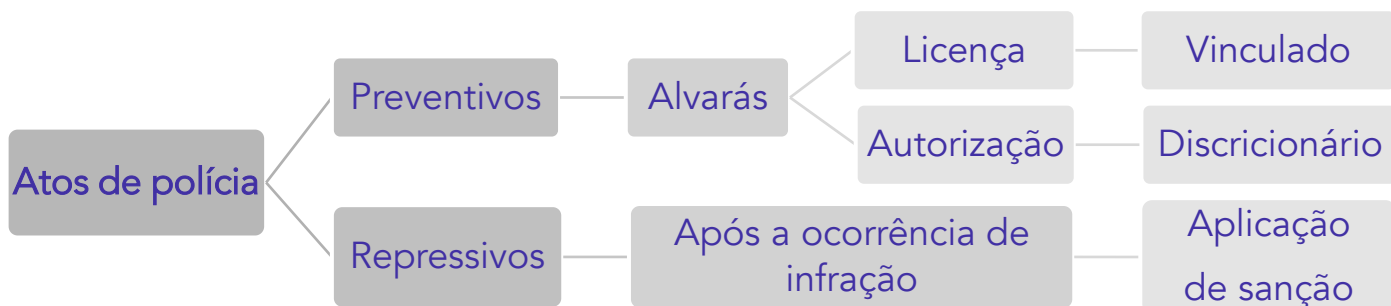 Atos de polícia
Preventivos
Alvarás
Licença
Vinculado
Autorização
Discricionário
Repressivos
Após a ocorrência de
infração
Aplicação
de sanção